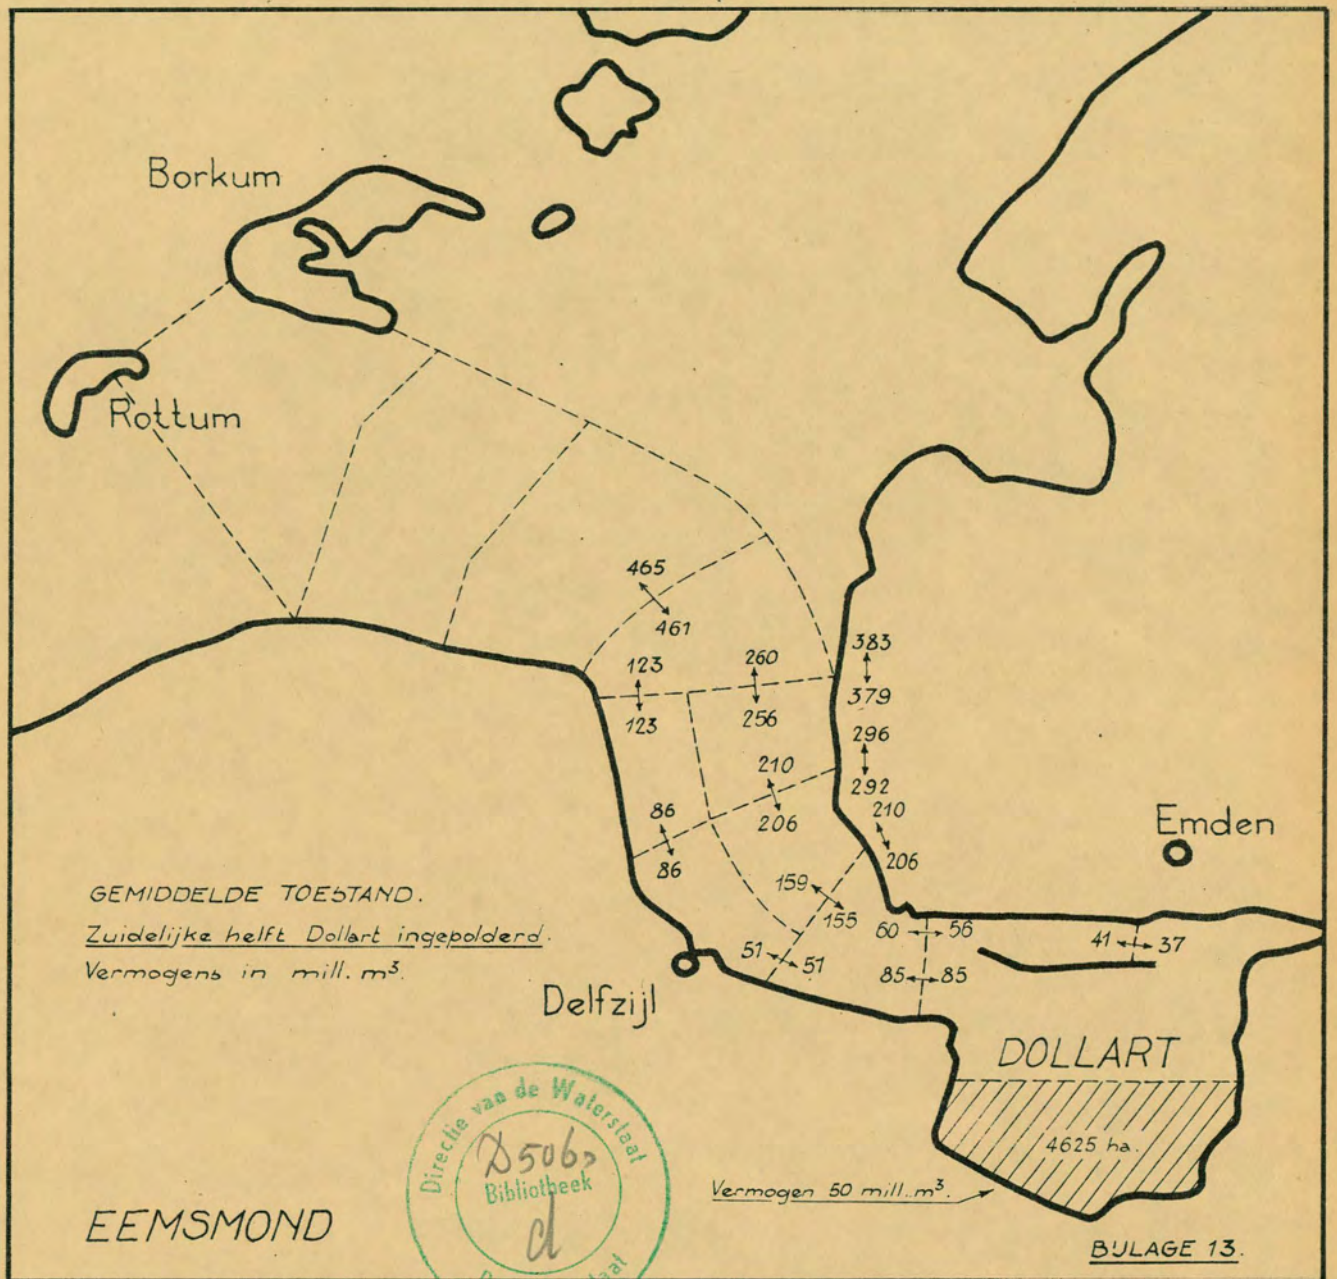 Borkum
Rottum
465
461
123
123
260
256
383
379
296
292
210
206
210
206
86
86
Emden
159
155
51
51
60 56
85 85
41 37
GEMIDDELDE TOESTAND.
Zuidelijke helft Dollart ingepolderd.
Vermogens in mill. m³.
Delfzijl
DOLLART
4625 ha.
Vermogen 50 mill. m³.
Directie van de Waterstaat
D506
Bibliotheek
d
EEMSMOND
BIJLAGE 13.